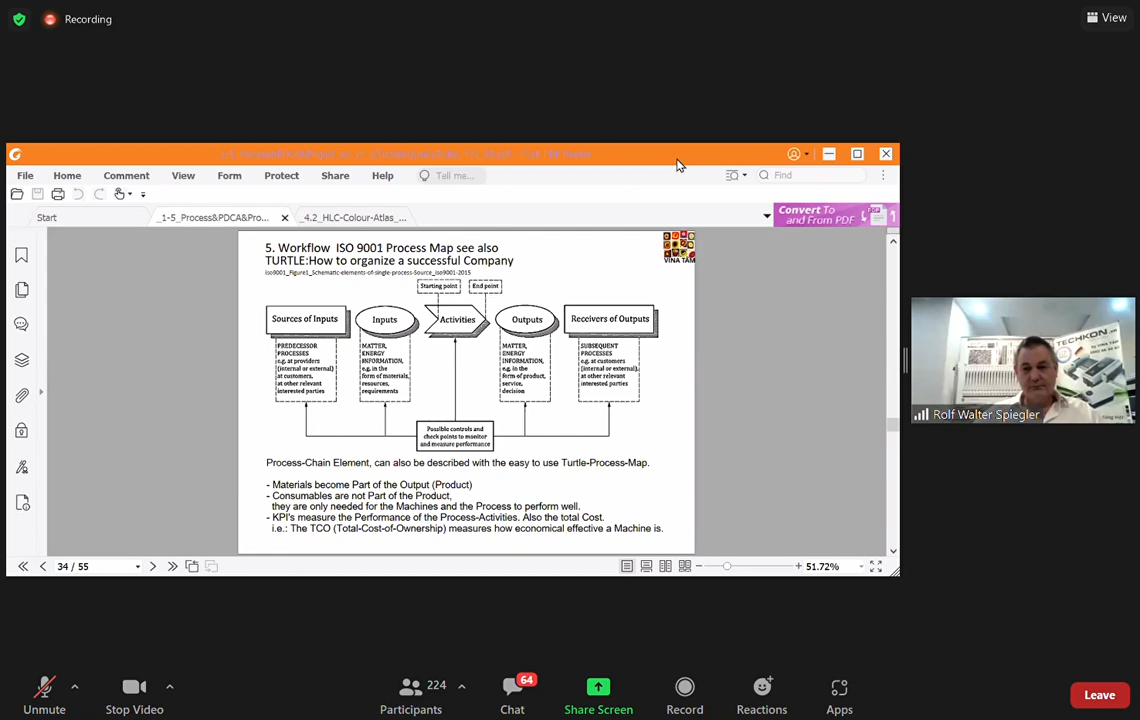 Recording
View
File Home Comment View Form Protect Share Help Tell me... Find
Start _1-5_Process&PDCA&Pro... _4.2_HLC-Colour-Atlas_...
Convert To
and From PDF
PDF
5. Workflow ISO 9001 Process Map see also
TURTLE:How to organize a successful Company
iso9001_Figure1_Schematic-elements-of-single-process-Source_iso9001-2015
VINA TAM
Starting point End point
Sources of Inputs Inputs Activities Outputs Receivers of Outputs
PREDECESSOR
PROCESSES
e.g. at providers
(internal or external)
at customers,
at other relevant
interested parties
MATTER,
ENERGY
INFORMATION,
e.g. in the
form of materials,
resources,
requirements
MATTER,
ENERGY
INFORMATION,
e.g. in the
form of product,
service,
decision
SUBSEQUENT
PROCESSES
e.g. at customers
(internal or external),
at other relevant
interested parties
Possible controls and
check points to monitor
and measure performance
Process-Chain Element, can also be described with the easy to use Turtle-Process-Map.
- Materials become Part of the Output (Product)
- Consumables are not Part of the Product,
they are only needed for the Machines and the Process to perform well.
- KPI's measure the Performance of the Process-Activities. Also the total Cost.
i.e.: The TCO (Total-Cost-of-Ownership) measures how economical effective a Machine is.
34 / 55
51.72%
TECHKON
Rolf Walter Spiegler
224
64
Unmute Stop Video Participants Chat Share Screen Record Reactions Apps Leave